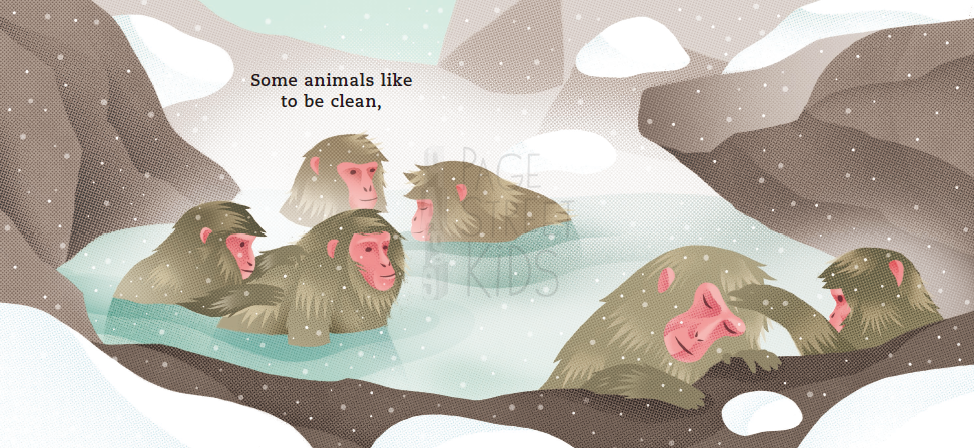 Some animals like
to be clean,
PAGE
STREET
KIDS